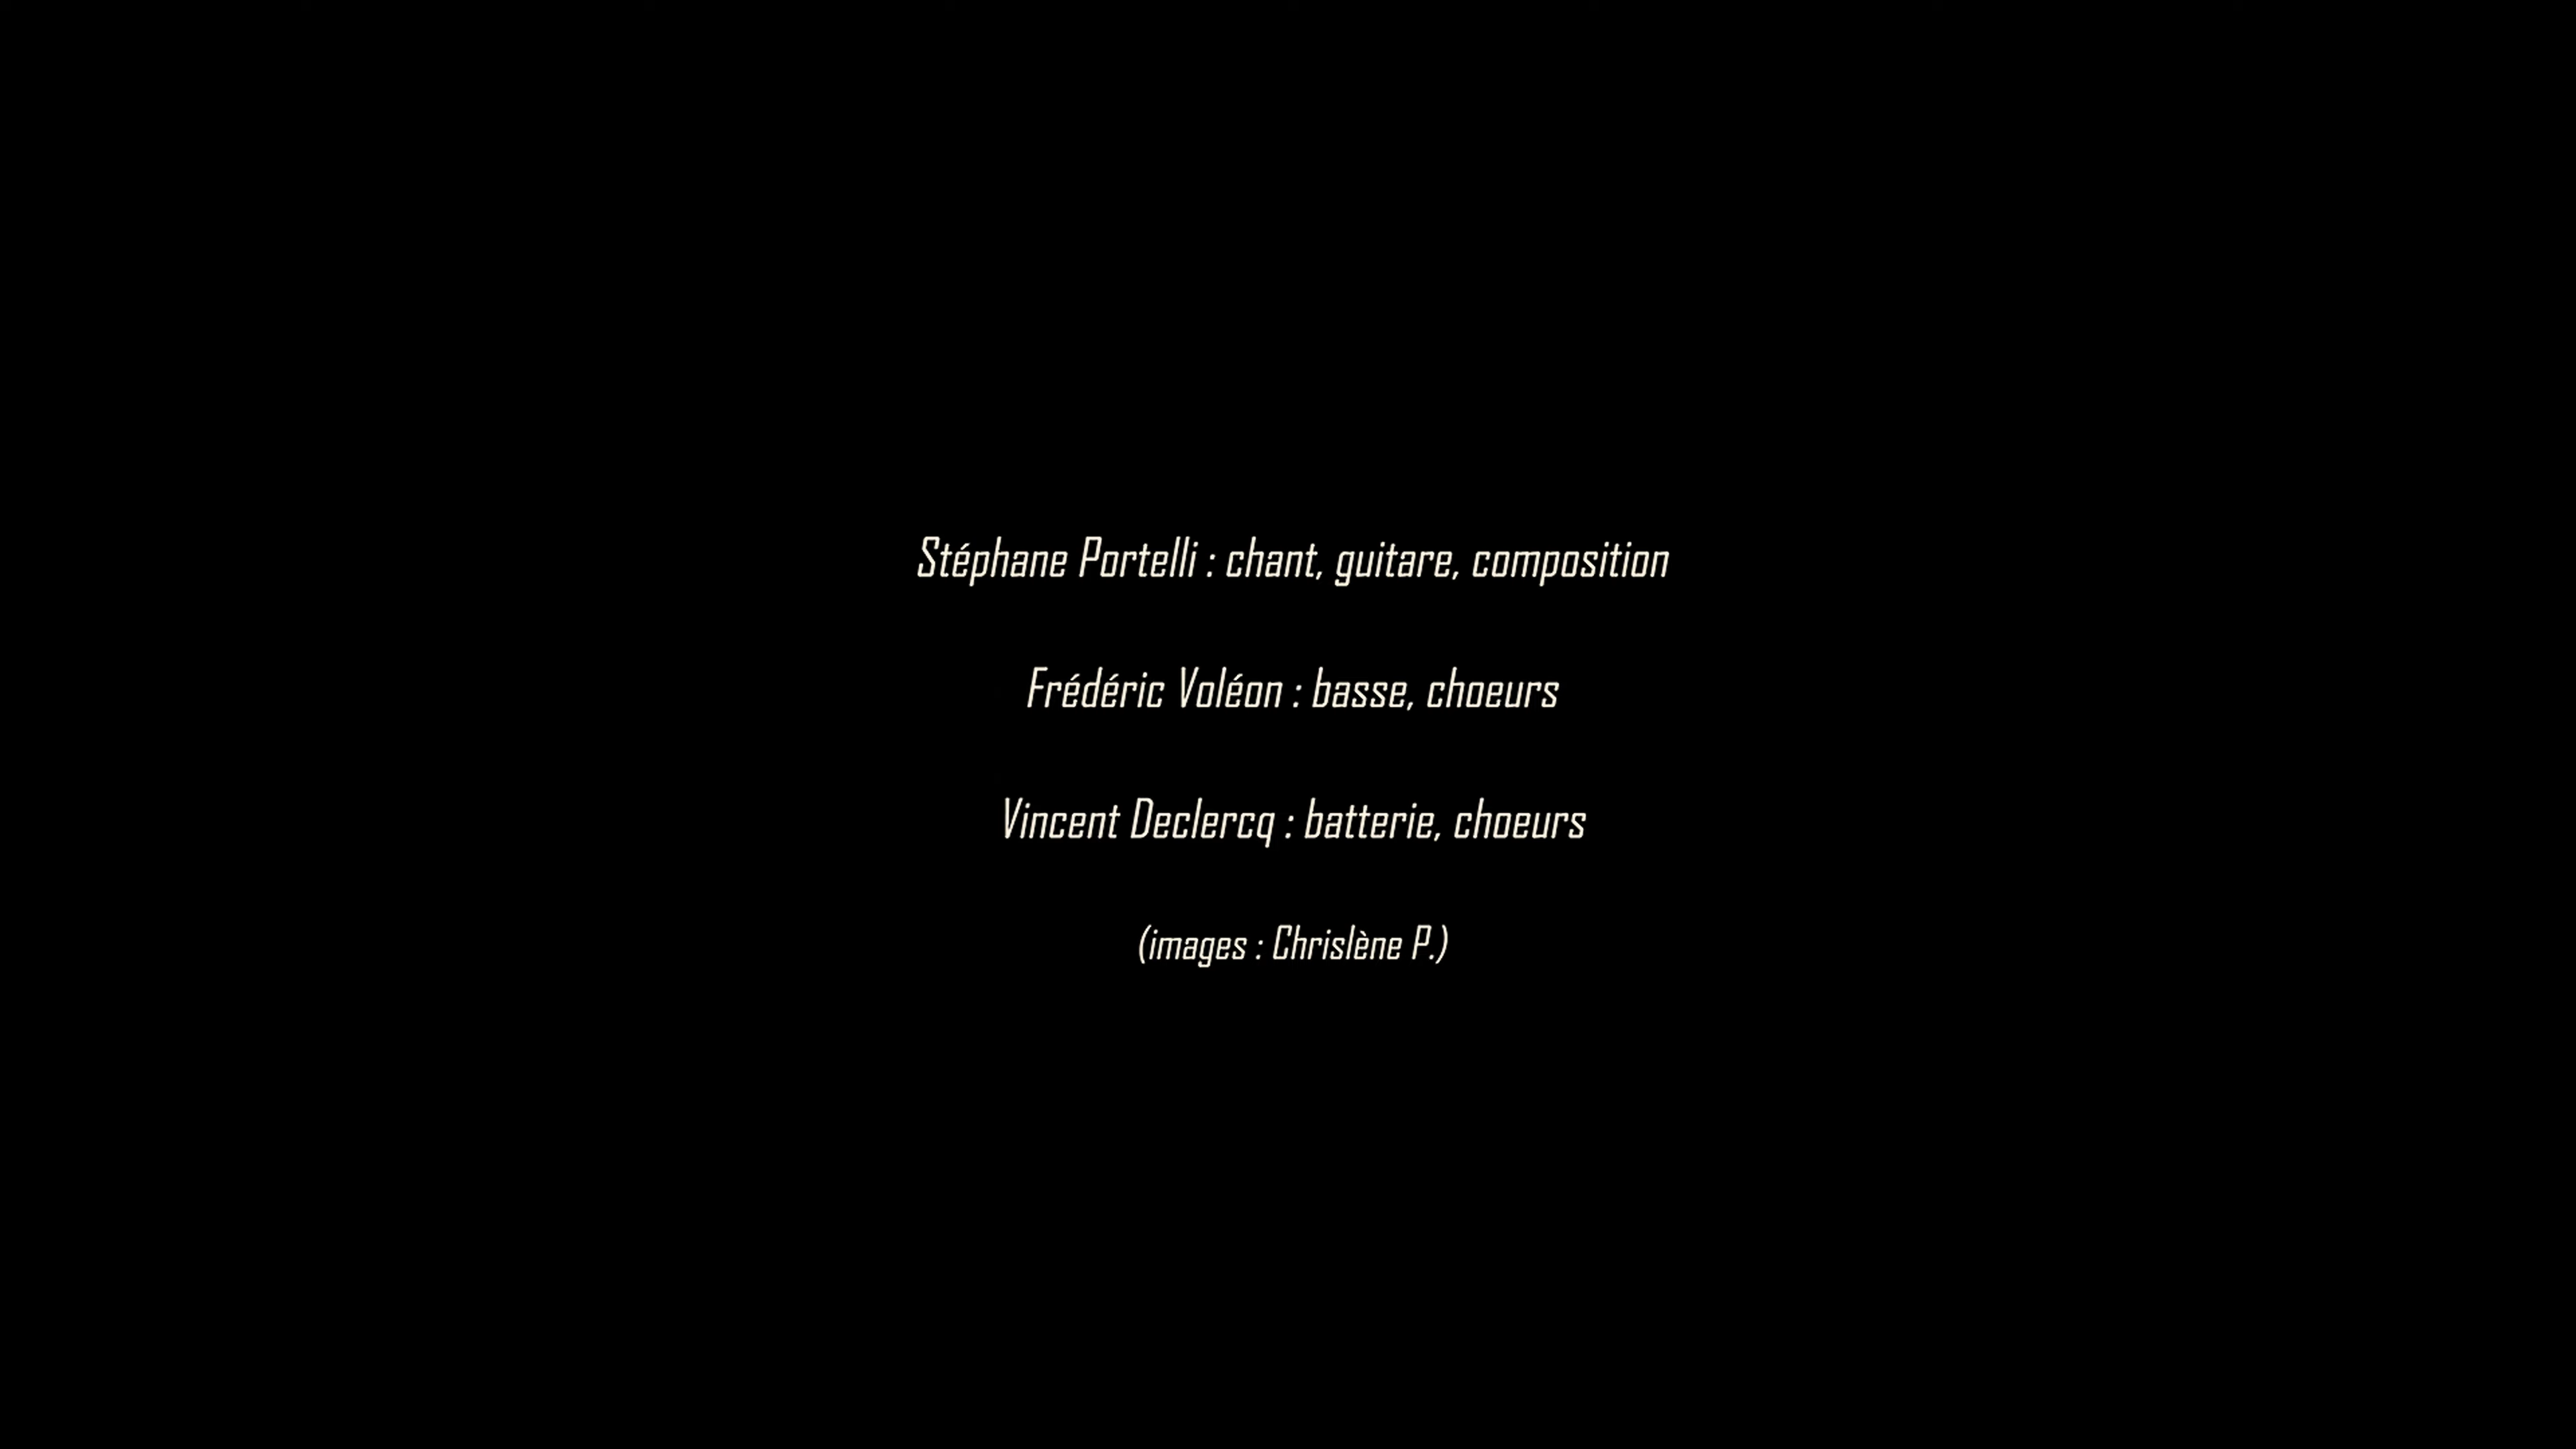 Stéphane Portelli : chant, guitare, composition
Frédéric Voléon : basse, choeurs
Vincent Declercq : batterie, choeurs
(images : Chrislène P.)